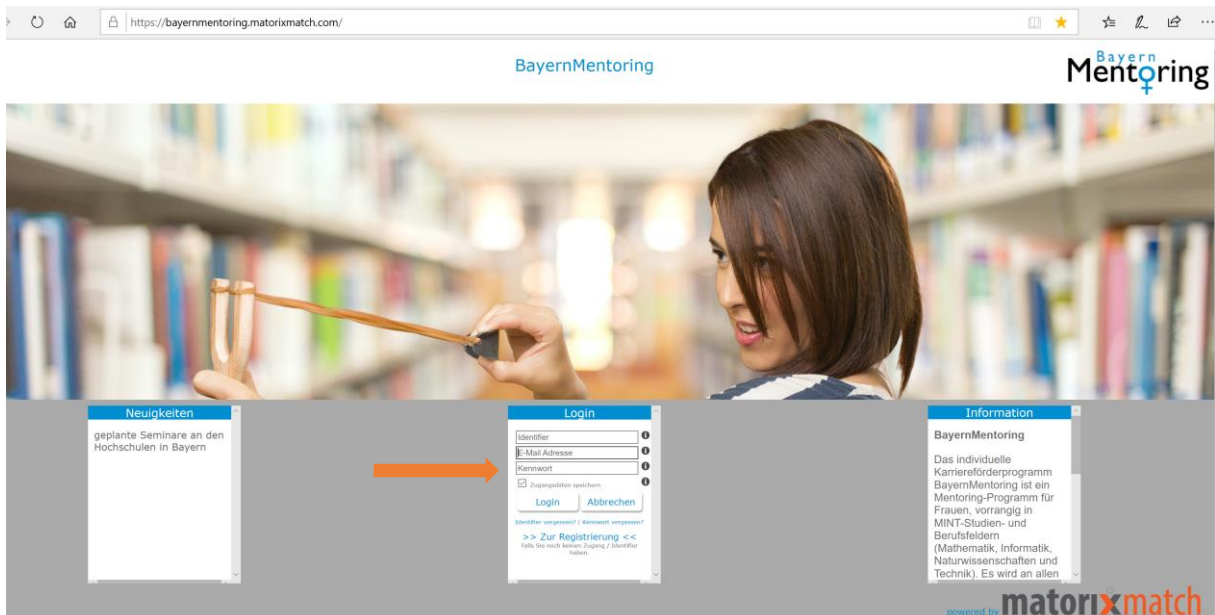 https://bayernmentoring.matorixmatch.com/
BayernMentoring
Bayern
Mentoring
Neuigkeiten
geplante Seminare an den
Hochschulen in Bayern
Login
Identifier
E-Mail Adresse
Kennwort
Zugangsdaten speichern
Login Abbrechen
Identifier vergessen? | Kennwort vergessen?
>> Zur Registrierung <<
Falls Sie noch keinen Zugang / Identifier
haben.
Information
BayernMentoring
Das individuelle
Karriereförderprogramm
BayernMentoring ist ein
Mentoring-Programm für
Frauen, vorrangig in
MINT-Studien- und
Berufsfeldern
(Mathematik, Informatik,
Naturwissenschaften und
Technik). Es wird an allen
powered by matorixmatch